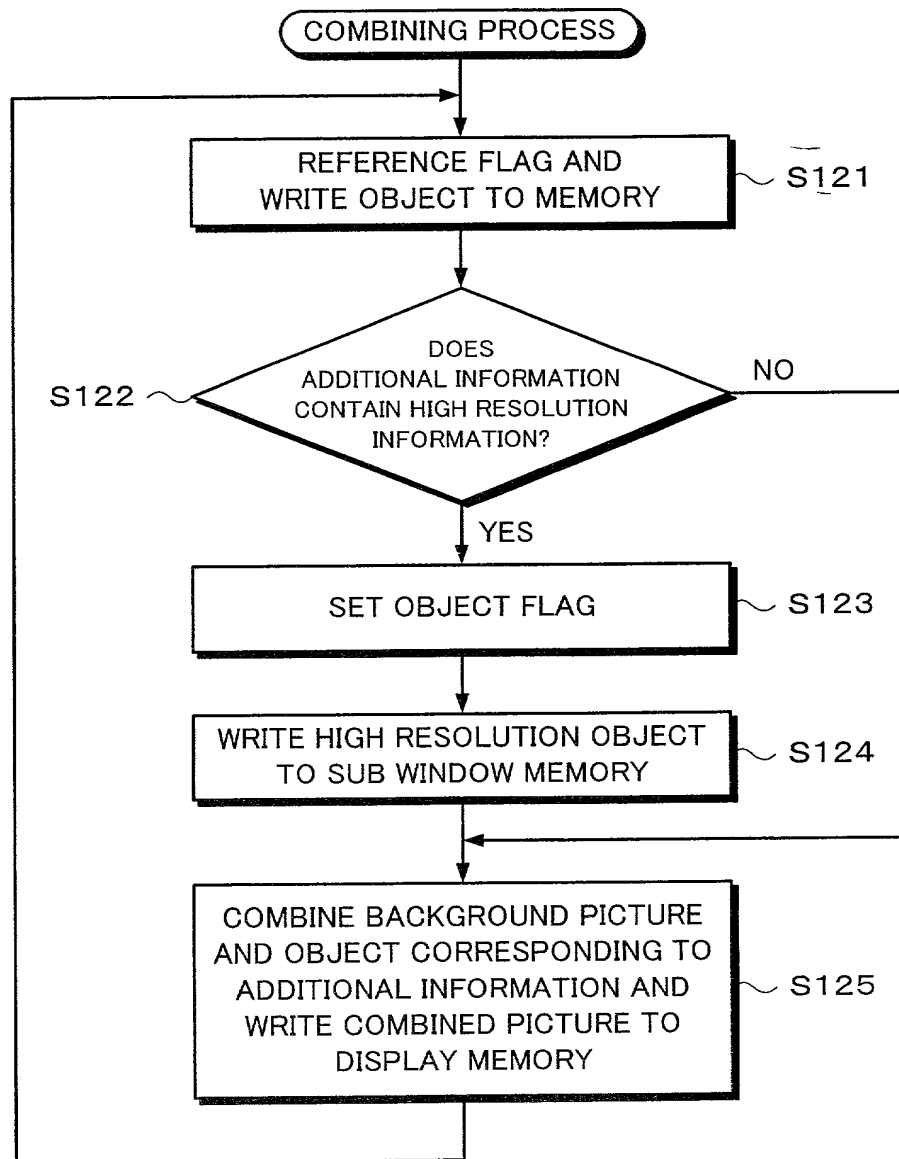 COMBINING PROCESS
REFERENCE FLAG AND
WRITE OBJECT TO MEMORY
S121
DOES
ADDITIONAL INFORMATION
CONTAIN HIGH RESOLUTION
INFORMATION?
S122
NO
YES
SET OBJECT FLAG
S123
WRITE HIGH RESOLUTION OBJECT
TO SUB WINDOW MEMORY
S124
COMBINE BACKGROUND PICTURE
AND OBJECT CORRESPONDING TO
ADDITIONAL INFORMATION AND
WRITE COMBINED PICTURE TO
DISPLAY MEMORY
S125